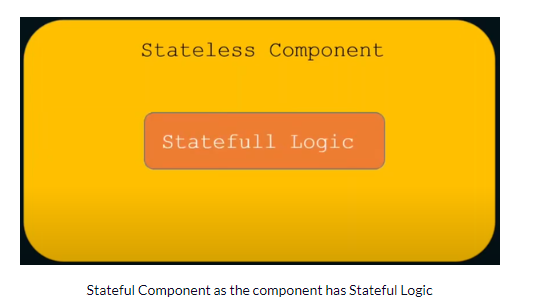 Stateless Component
Statefull Logic
Stateful Component as the component has Stateful Logic